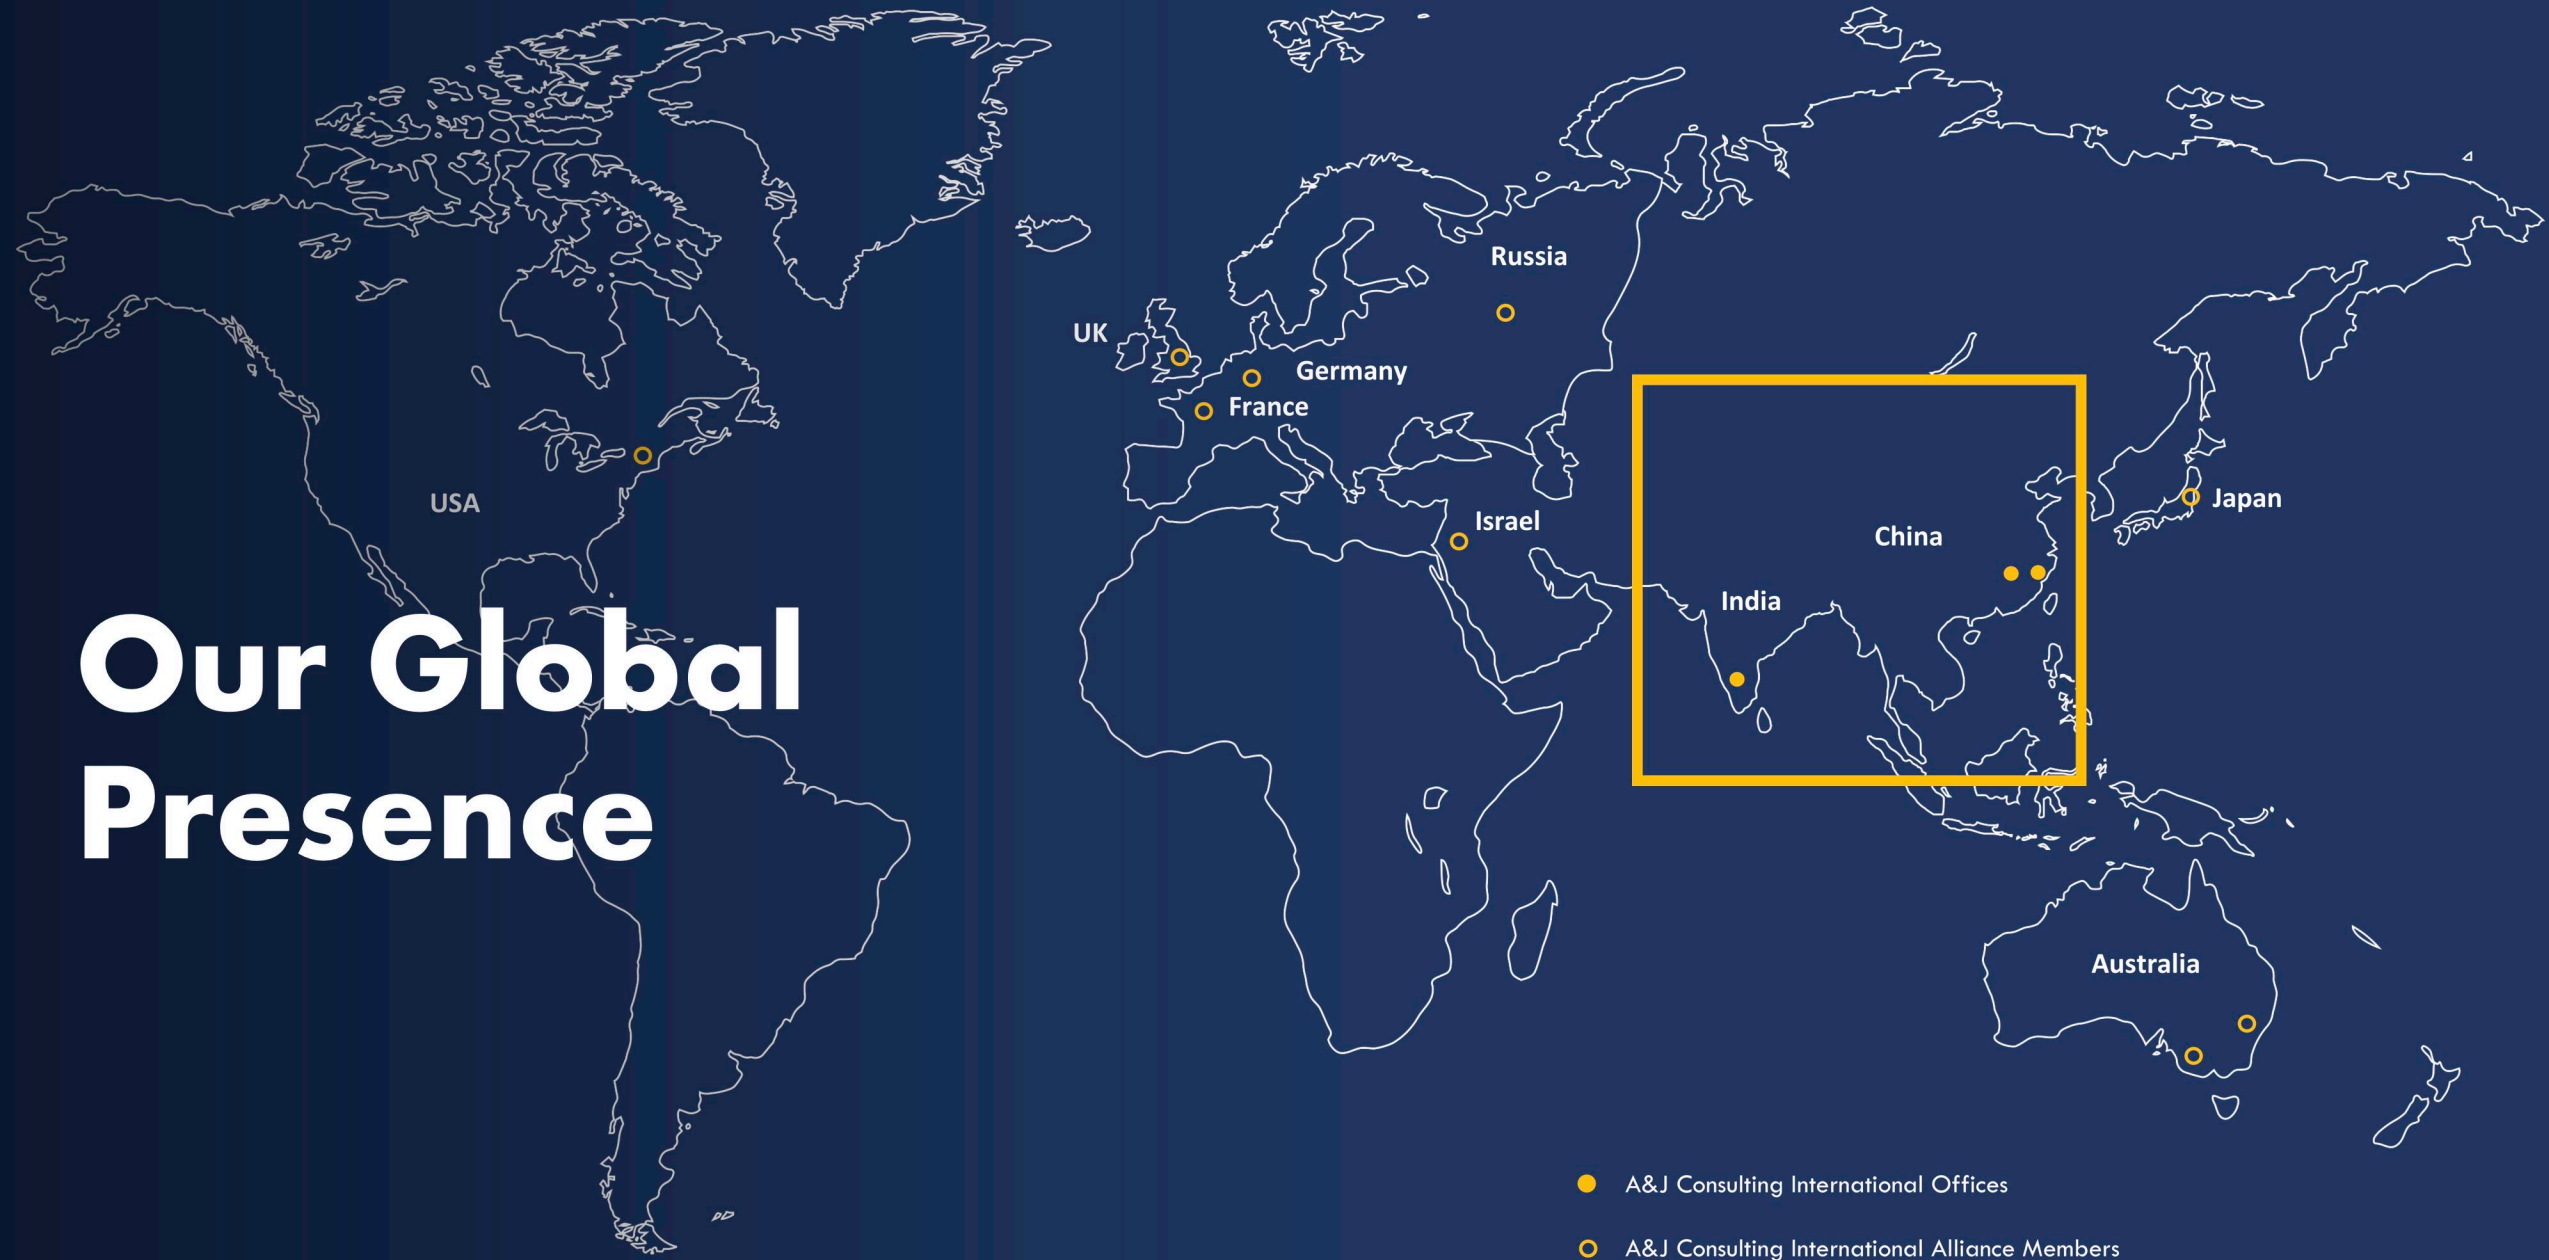 Russia
UK
Germany
France
USA
Israel
Japan
China
India
Our Global
Presence
Australia
A&J Consulting International Offices
A&J Consulting International Alliance Members